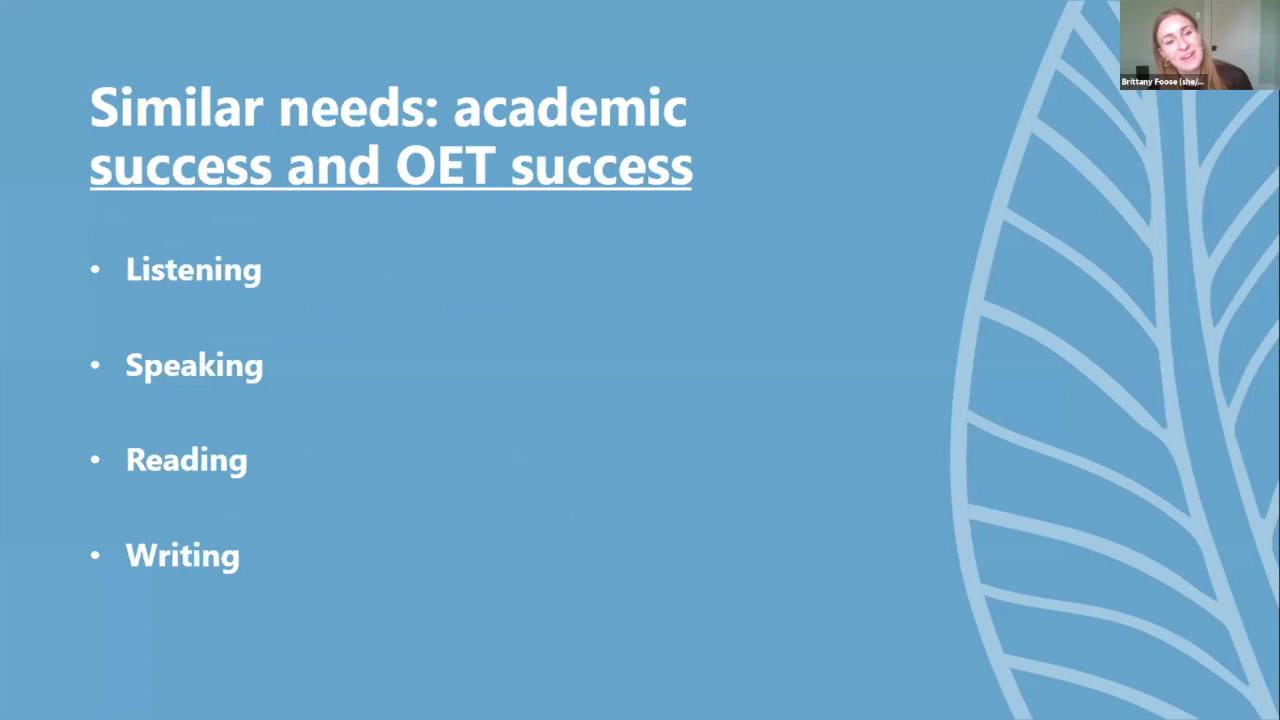 Similar needs: academic
success and OET success
• Listening
• Speaking
• Reading
• Writing
Brittany Foose (she/...